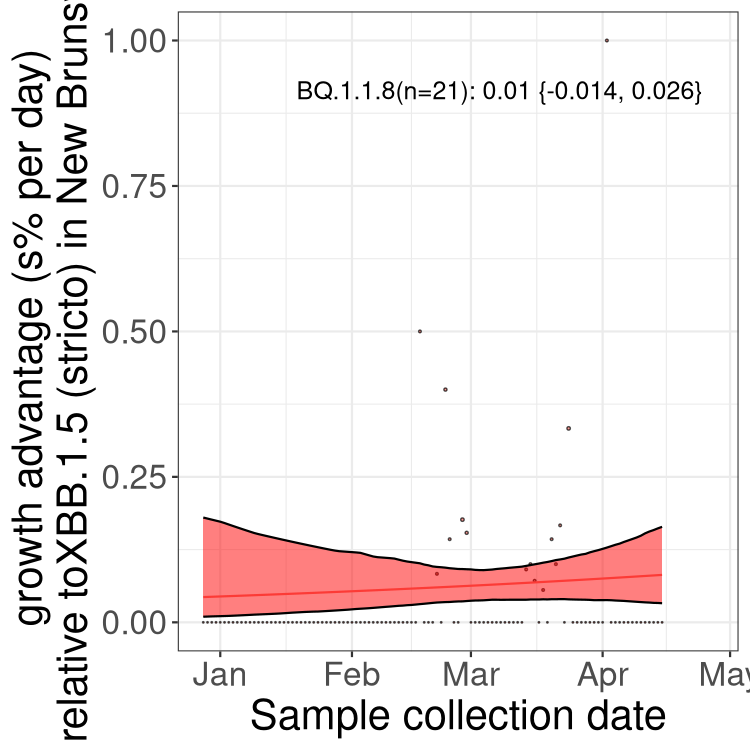 growth advantage (s% per day)
relative toXBB.1.5 (stricto) in New Bruns
1.00
0.75
0.50
0.25
0.00
BQ.1.1.8(n=21): 0.01 {-0.014, 0.026}
Jan Feb Mar Apr May
Sample collection date